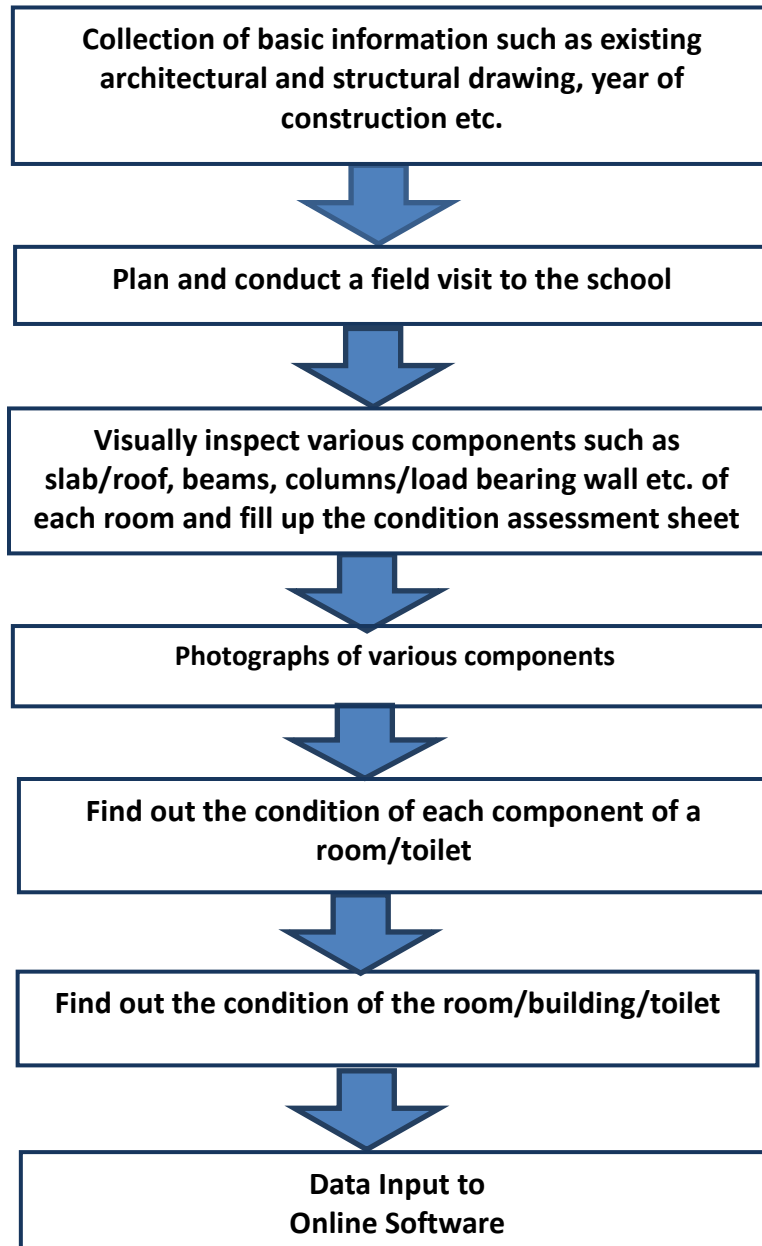 Collection of basic information such as existing
architectural and structural drawing, year of
construction etc.
Plan and conduct a field visit to the school
Visually inspect various components such as
slab/roof, beams, columns/load bearing wall etc. of
each room and fill up the condition assessment sheet
Photographs of various components
Find out the condition of each component of a
room/toilet
Find out the condition of the room/building/toilet
Data Input to
Online Software